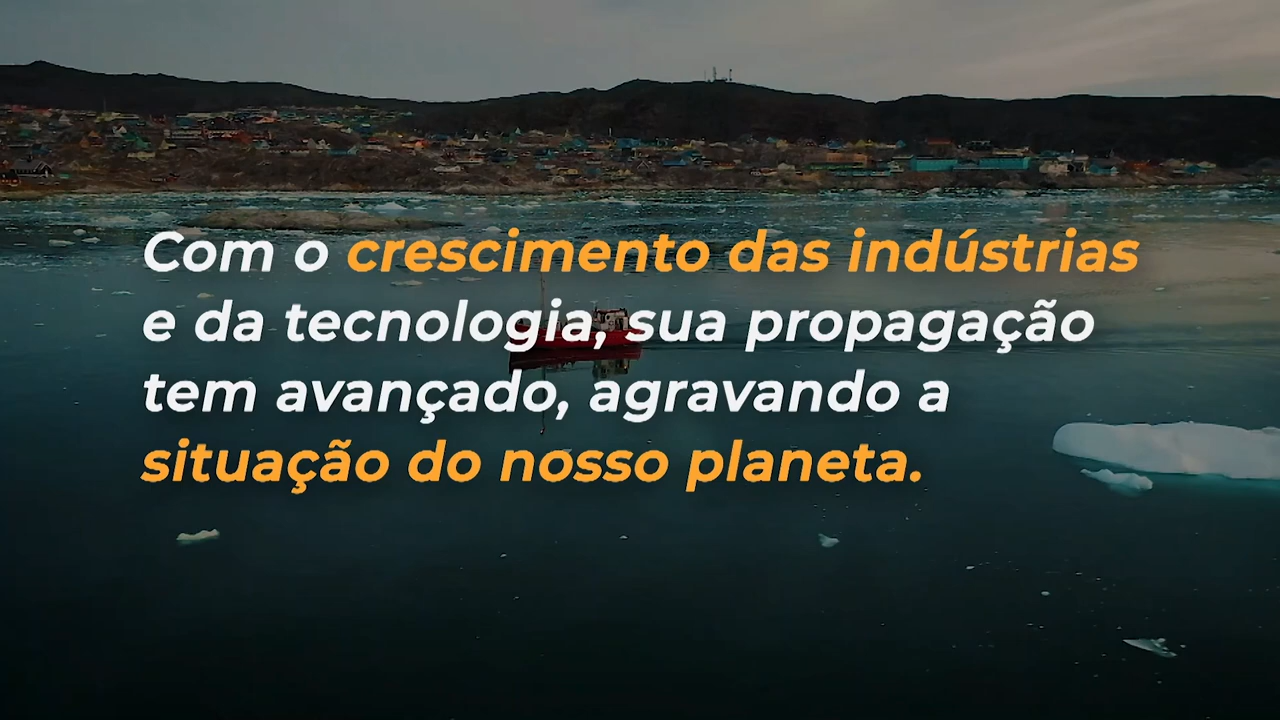 Com o crescimento das indústrias
e da tecnologia, sua propagação
tem avançado, agravando a
situação do nosso planeta.